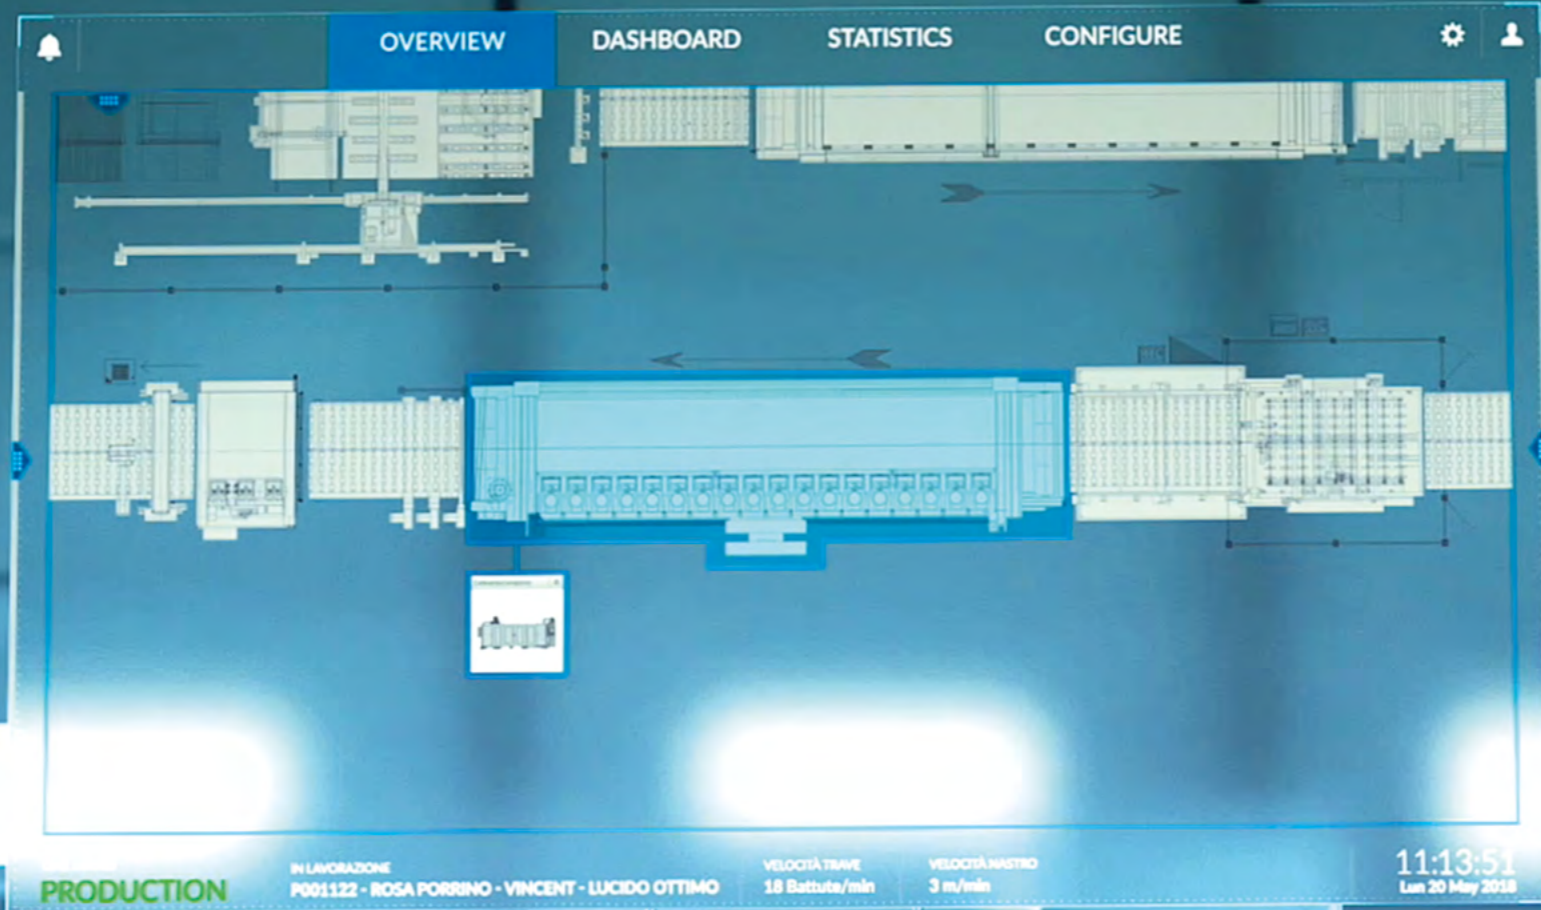 OVERVIEW
DASHBOARD
STATISTICS
CONFIGURE
IN LAVORAZIONE
P001122 - ROSA PORRINO - VINCENT - LUCIDO OTTIMO
VELOCITÀ TRAVE
18 Battute/min
VELOCITÀ NASTRO
3 m/min
PRODUCTION
11:13:51
Lun 20 May 2018